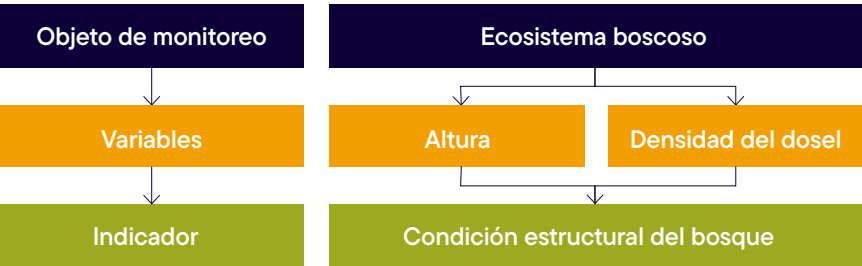 Objeto de monitoreo
Ecosistema boscoso
Variables
Altura
Densidad del dosel
Indicador
Condición estructural del bosque